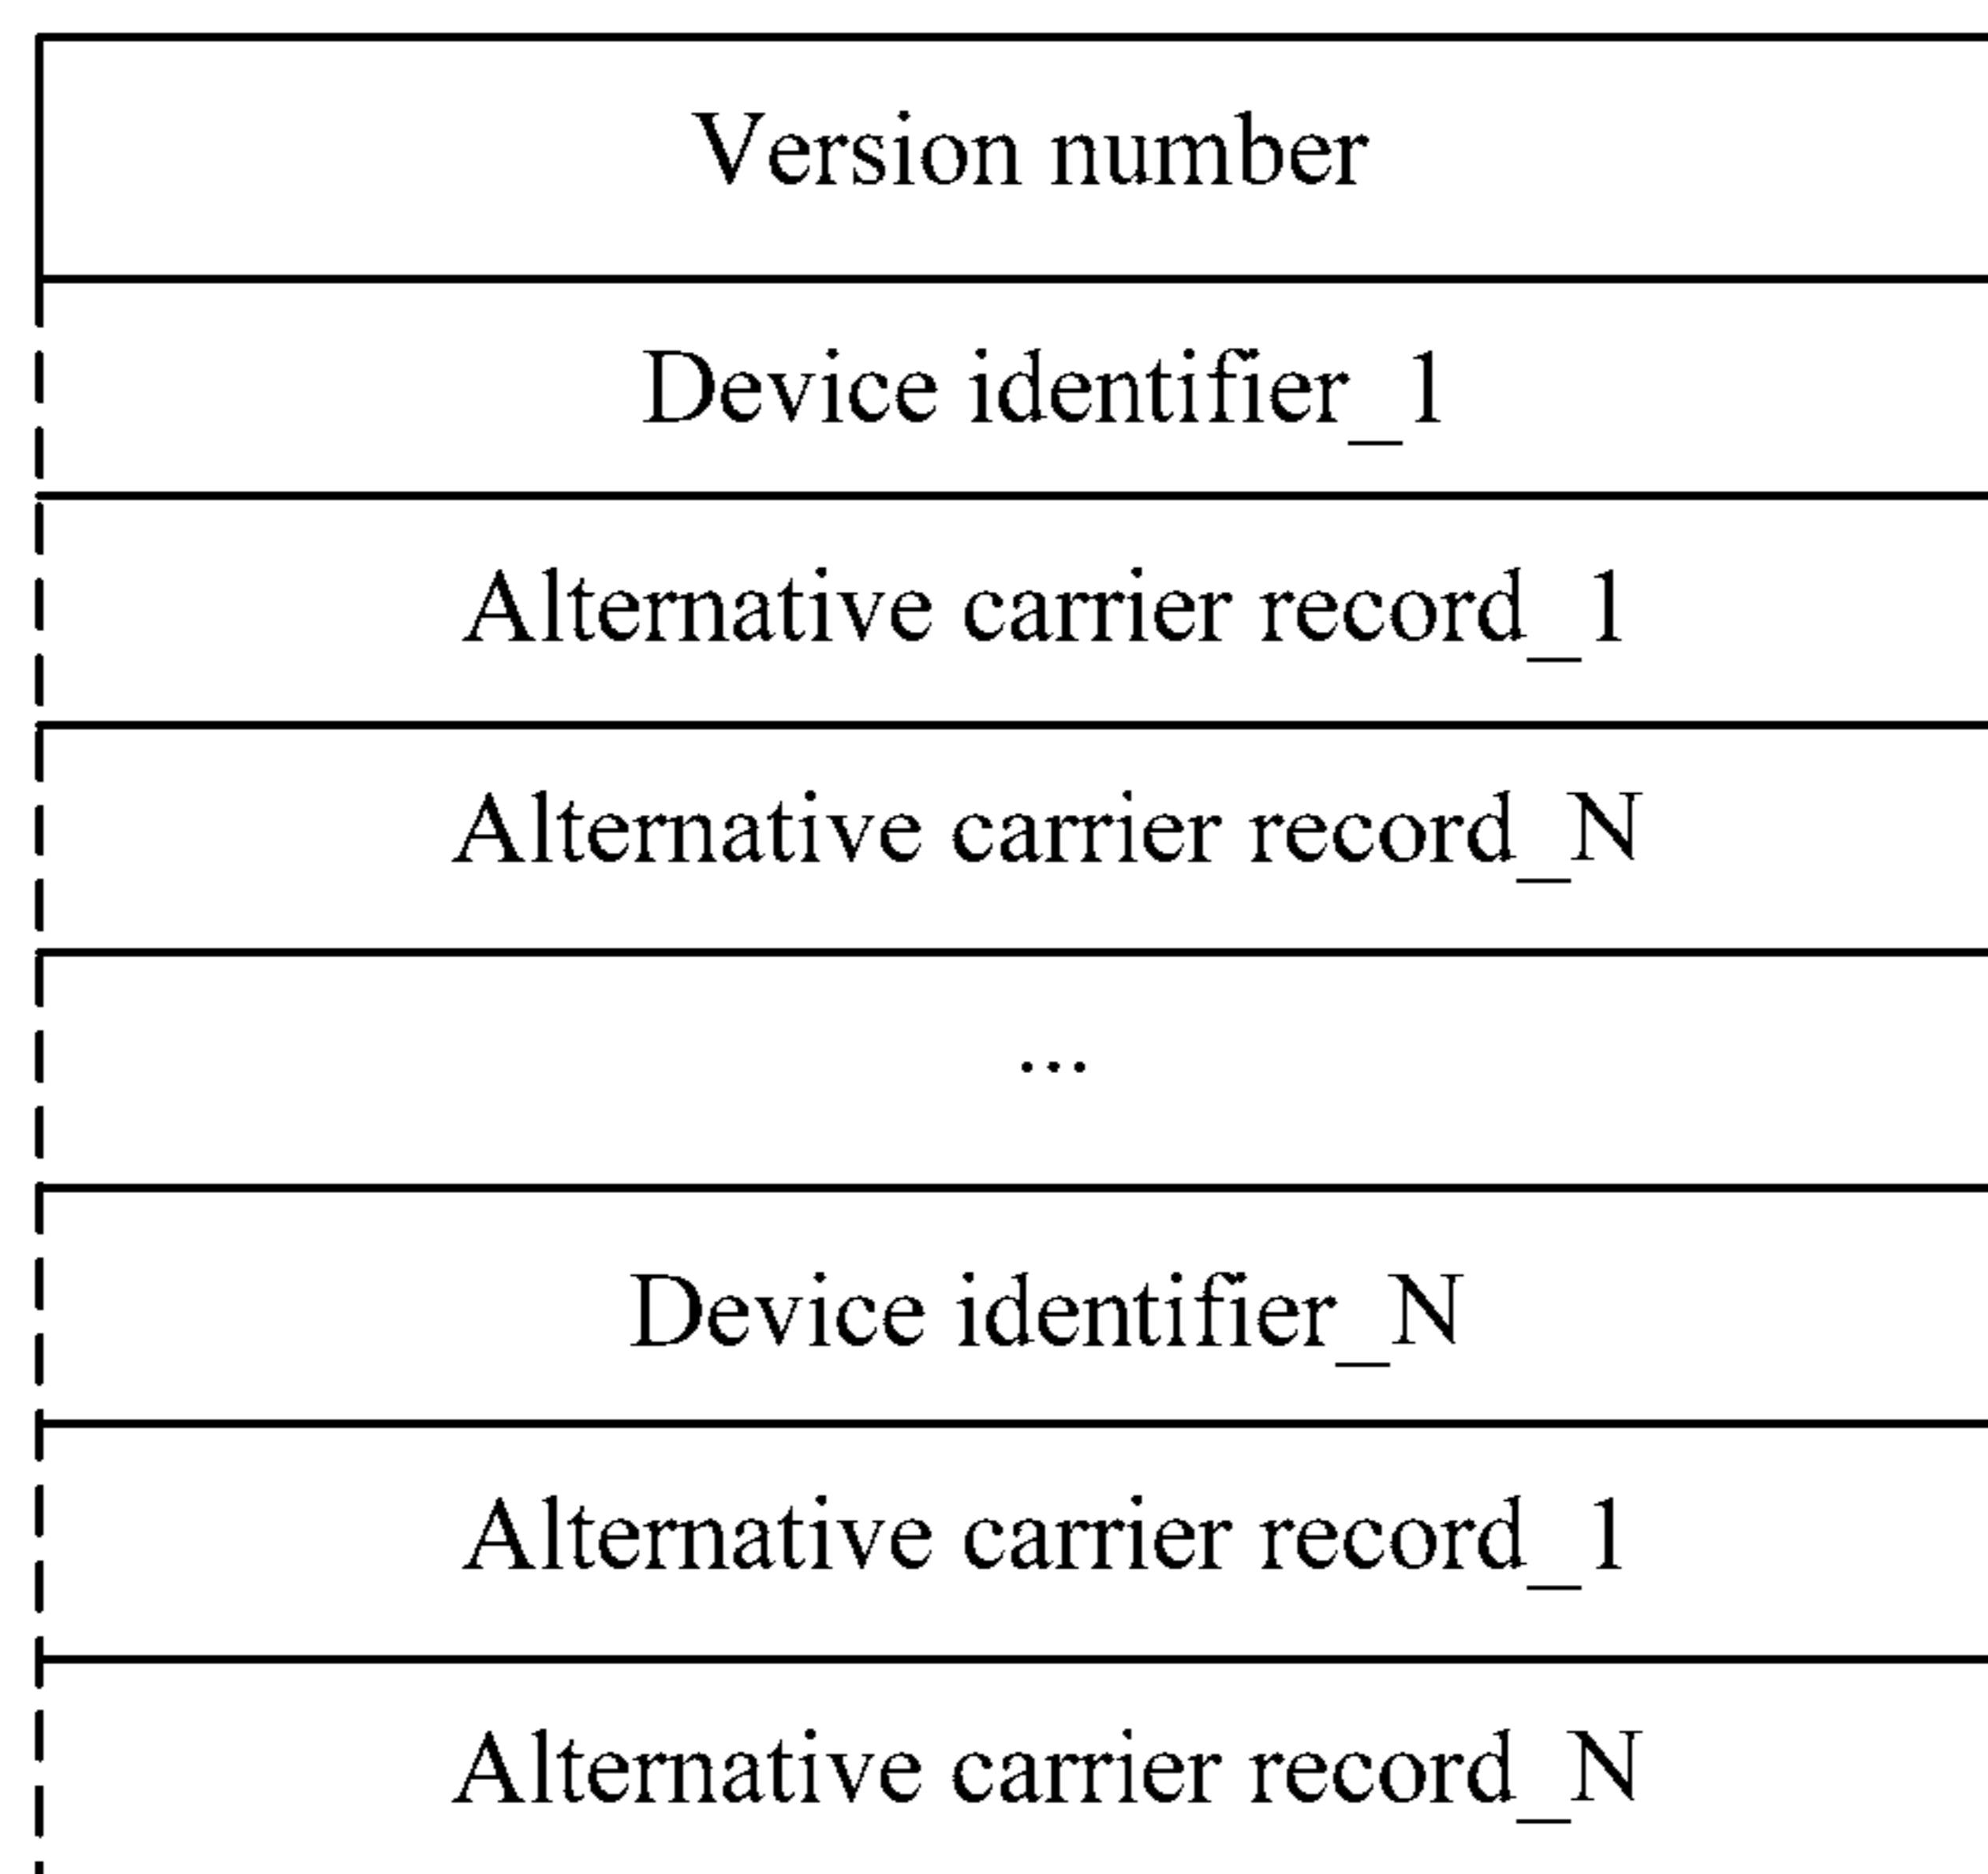 Version number
Device identifier_1
Alternative carrier record_1
Alternative carrier record_N
...
Device identifier_N
Alternative carrier record_1
Alternative carrier record_N